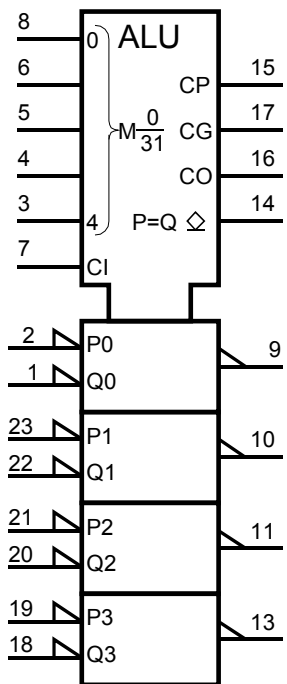 8 0 ALU
6 CP 15
5 M 0/31 CG 17
4 CO 16
3 4 P=Q ◇ 14
7 CI
2 P0 9
1 Q0
23 P1 10
22 Q1
21 P2 11
20 Q2
19 P3 13
18 Q3